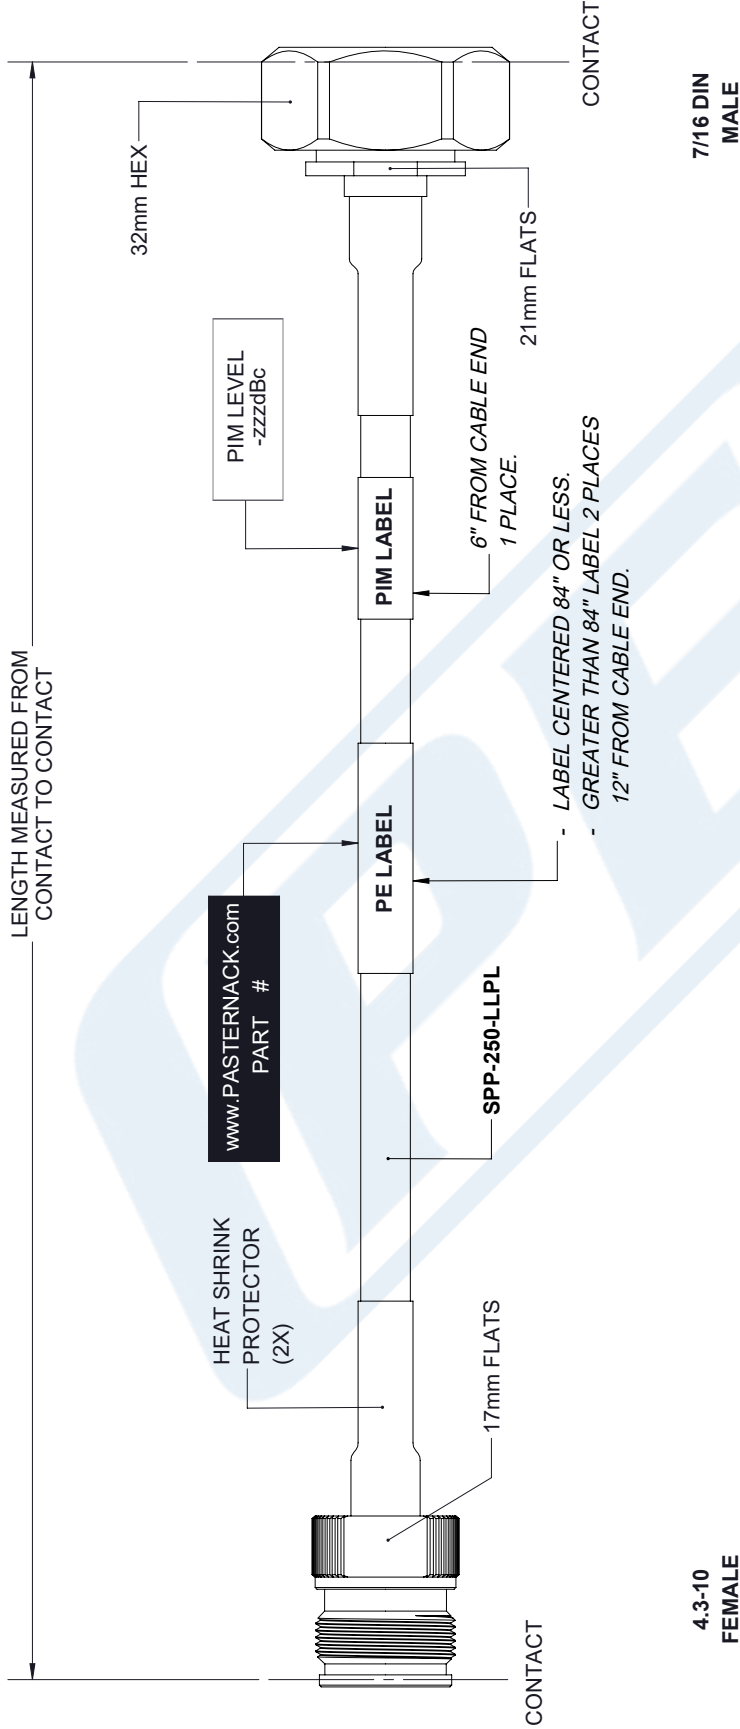 LENGTH MEASURED FROM
CONTACT TO CONTACT
HEAT SHRINK
PROTECTOR
(2X)
www.PASTERNACK.com
PART #
PIM LEVEL
-zzzdBc
32mm HEX
PE LABEL
PIM LABEL
CONTACT
17mm FLATS
SPP-250-LLPL
- LABEL CENTERED 84" OR LESS.
- GREATER THAN 84" LABEL 2 PLACES
12" FROM CABLE END.
6" FROM CABLE END
1 PLACE.
21mm FLATS
CONTACT
4.3-10
FEMALE
7/16 DIN
MALE